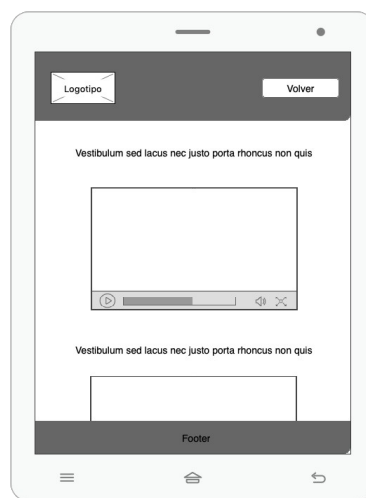 Logotipo
Volver
Vestibulum sed lacus nec justo porta rhoncus non quis
Vestibulum sed lacus nec justo porta rhoncus non quis
Footer